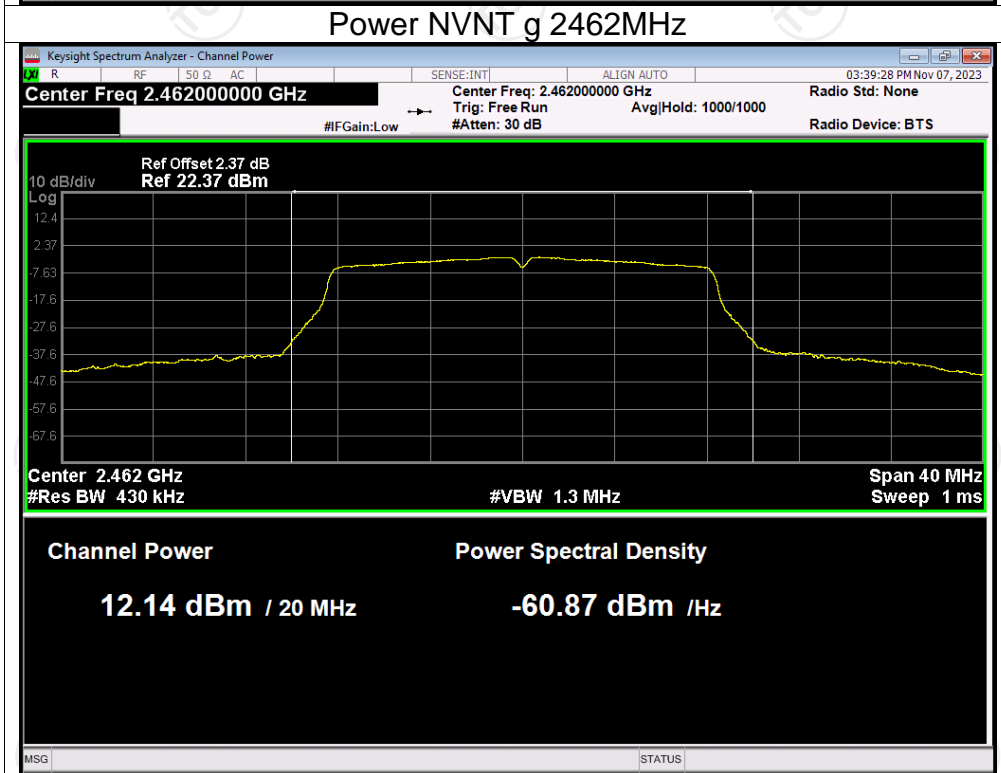 Power NVNT g 2462MHz
Keysight Spectrum Analyzer - Channel Power
LXI R RF 50 Ω AC SENSE:INT ALIGN AUTO 03:39:28 PM Nov 07, 2023
Center Freq 2.462000000 GHz Center Freq: 2.462000000 GHz Radio Std: None
Trig: Free Run Avg|Hold: 1000/1000
#IFGain:Low #Atten: 30 dB Radio Device: BTS
Ref Offset 2.37 dB
10 dB/div Ref 22.37 dBm
Log
12.4
2.37
-7.63
-17.6
-27.6
-37.6
-47.6
-57.6
-67.6
Center 2.462 GHz Span 40 MHz
#Res BW 430 kHz #VBW 1.3 MHz Sweep 1 ms
Channel Power Power Spectral Density
12.14 dBm / 20 MHz -60.87 dBm /Hz
MSG STATUS